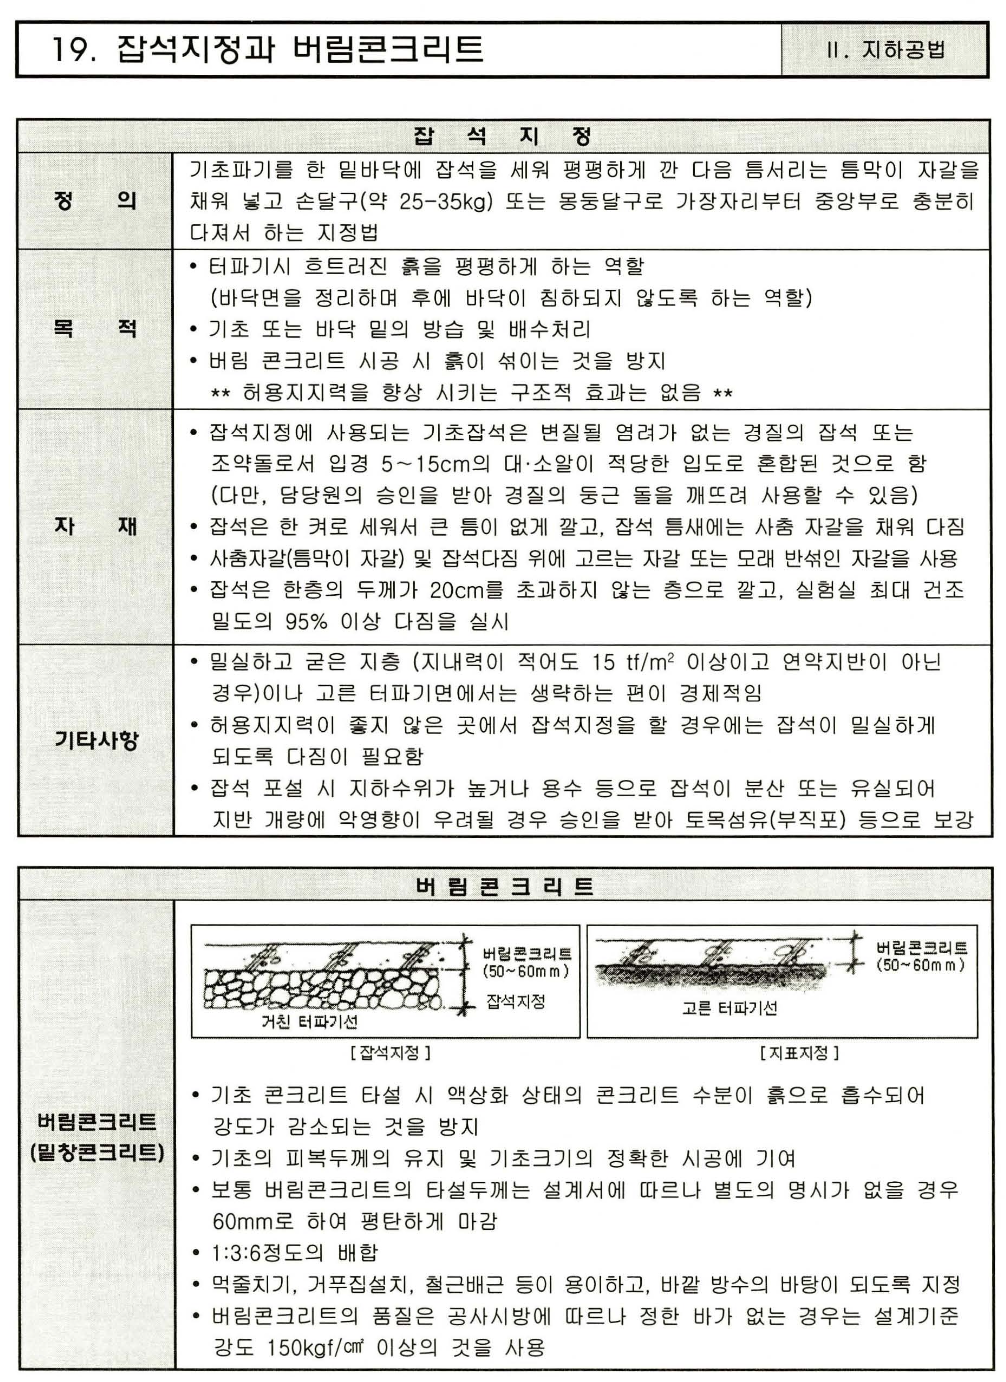 19. 잡석지정과 버림콘크리트
II. 지하공법
잡 석 지 정
정 의
기초파기를 한 밑바닥에 잡석을 세워 평평하게 깐 다음 틈서리는 틈막이 자갈을
채워 넣고 손달구(약 25-35kg) 또는 몽둥달구로 가장자리부터 중앙부로 충분히
다져서 하는 지정법
목 적
• 터파기시 흐트러진 흙을 평평하게 하는 역할
(바닥면을 정리하며 후에 바닥이 침하되지 않도록 하는 역할)
• 기초 또는 바닥 밑의 방습 및 배수처리
• 버림 콘크리트 시공 시 흙이 섞이는 것을 방지
** 허용지지력을 향상 시키는 구조적 효과는 없음 **
자 재
• 잡석지정에 사용되는 기초잡석은 변질될 염려가 없는 경질의 잡석 또는
조약돌로서 입경 5~15cm의 대·소알이 적당한 입도로 혼합된 것으로 함
(다만, 담당원의 승인을 받아 경질의 둥근 돌을 깨뜨려 사용할 수 있음)
• 잡석은 한 켜로 세워서 큰 틈이 없게 깔고, 잡석 틈새에는 사춤 자갈을 채워 다짐
• 사춤자갈(틈막이 자갈) 및 잡석다짐 위에 고르는 자갈 또는 모래 반섞인 자갈을 사용
• 잡석은 한층의 두께가 20cm를 초과하지 않는 층으로 깔고, 실험실 최대 건조
밀도의 95% 이상 다짐을 실시
기타사항
• 밀실하고 굳은 지층 (지내력이 적어도 15 tf/m² 이상이고 연약지반이 아닌
경우)이나 고른 터파기면에서는 생략하는 편이 경제적임
• 허용지지력이 좋지 않은 곳에서 잡석지정을 할 경우에는 잡석이 밀실하게
되도록 다짐이 필요함
• 잡석 포설 시 지하수위가 높거나 용수 등으로 잡석이 분산 또는 유실되어
지반 개량에 악영향이 우려될 경우 승인을 받아 토목섬유(부직포) 등으로 보강
버 림 콘 크 리 트
버림콘크리트
(밑창콘크리트)
버림콘크리트
(50~60mm)
잡석지정
거친 터파기선
[ 잡석지정 ]
버림콘크리트
(50~60mm)
고른 터파기선
[ 지표지정 ]
• 기초 콘크리트 타설 시 액상화 상태의 콘크리트 수분이 흙으로 흡수되어
강도가 감소되는 것을 방지
• 기초의 피복두께의 유지 및 기초크기의 정확한 시공에 기여
• 보통 버림콘크리트의 타설두께는 설계서에 따르나 별도의 명시가 없을 경우
60mm로 하여 평탄하게 마감
• 1:3:6정도의 배합
• 먹줄치기, 거푸집설치, 철근배근 등이 용이하고, 바깥 방수의 바탕이 되도록 지정
• 버림콘크리트의 품질은 공사시방에 따르나 정한 바가 없는 경우는 설계기준
강도 150kgf/㎠ 이상의 것을 사용